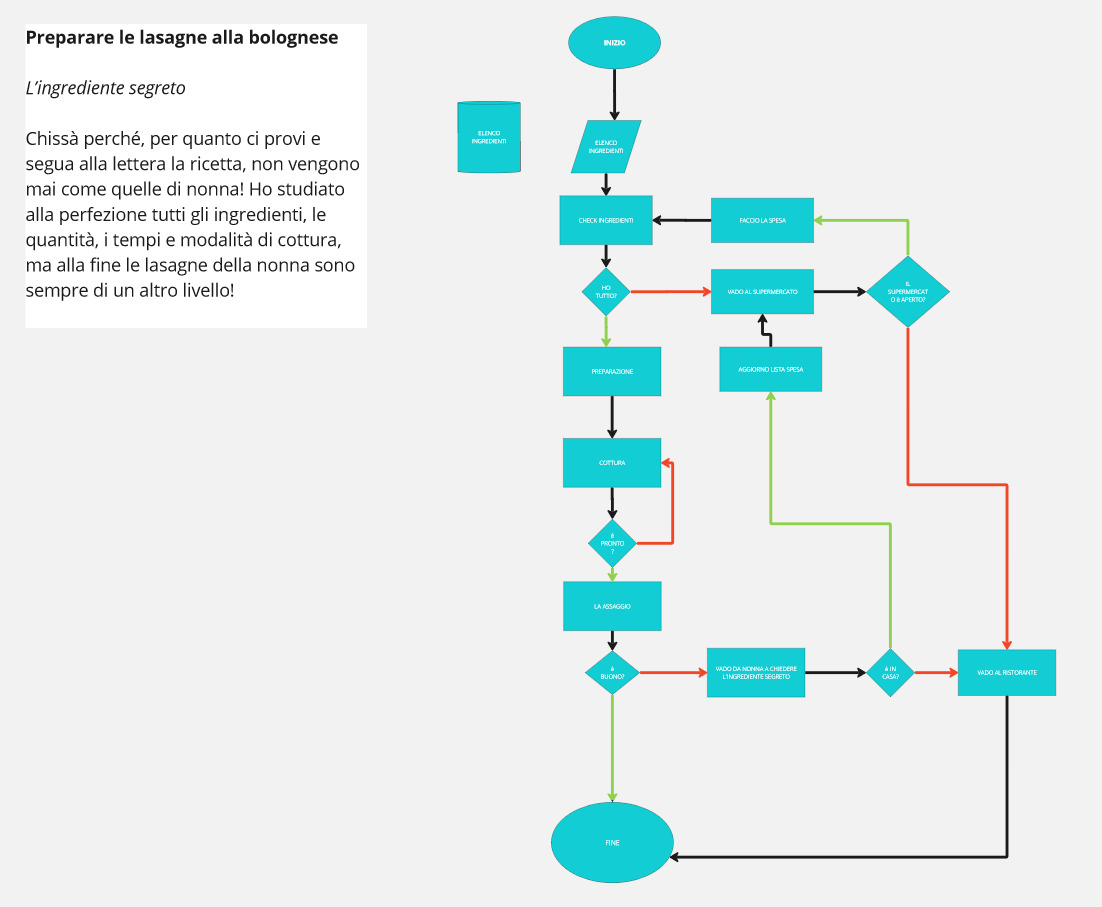 Preparare le lasagne alla bolognese
L'ingrediente segreto
Chissà perché, per quanto ci provi e
segua alla lettera la ricetta, non vengono
mai come quelle di nonna! Ho studiato
alla perfezione tutti gli ingredienti, le
quantità, i tempi e modalità di cottura,
ma alla fine le lasagne della nonna sono
sempre di un altro livello!
INIZIO
ELENCO
INGREDIENTI
ELENCO
INGREDIENTI
CHECK INGREDIENTI
FACCIO LA SPESA
HO
TUTTO?
VADO AL SUPERMERCATO
IL
SUPERMERCAT
O È APERTO?
PREPARAZIONE
AGGIORNO LISTA SPESA
COTTURA
È
PRONTO
?
LA ASSAGGIO
È
BUONO?
VADO DA NONNA A CHIEDERE
L'INGREDIENTE SEGRETO
È IN
CASA?
VADO AL RISTORANTE
FINE